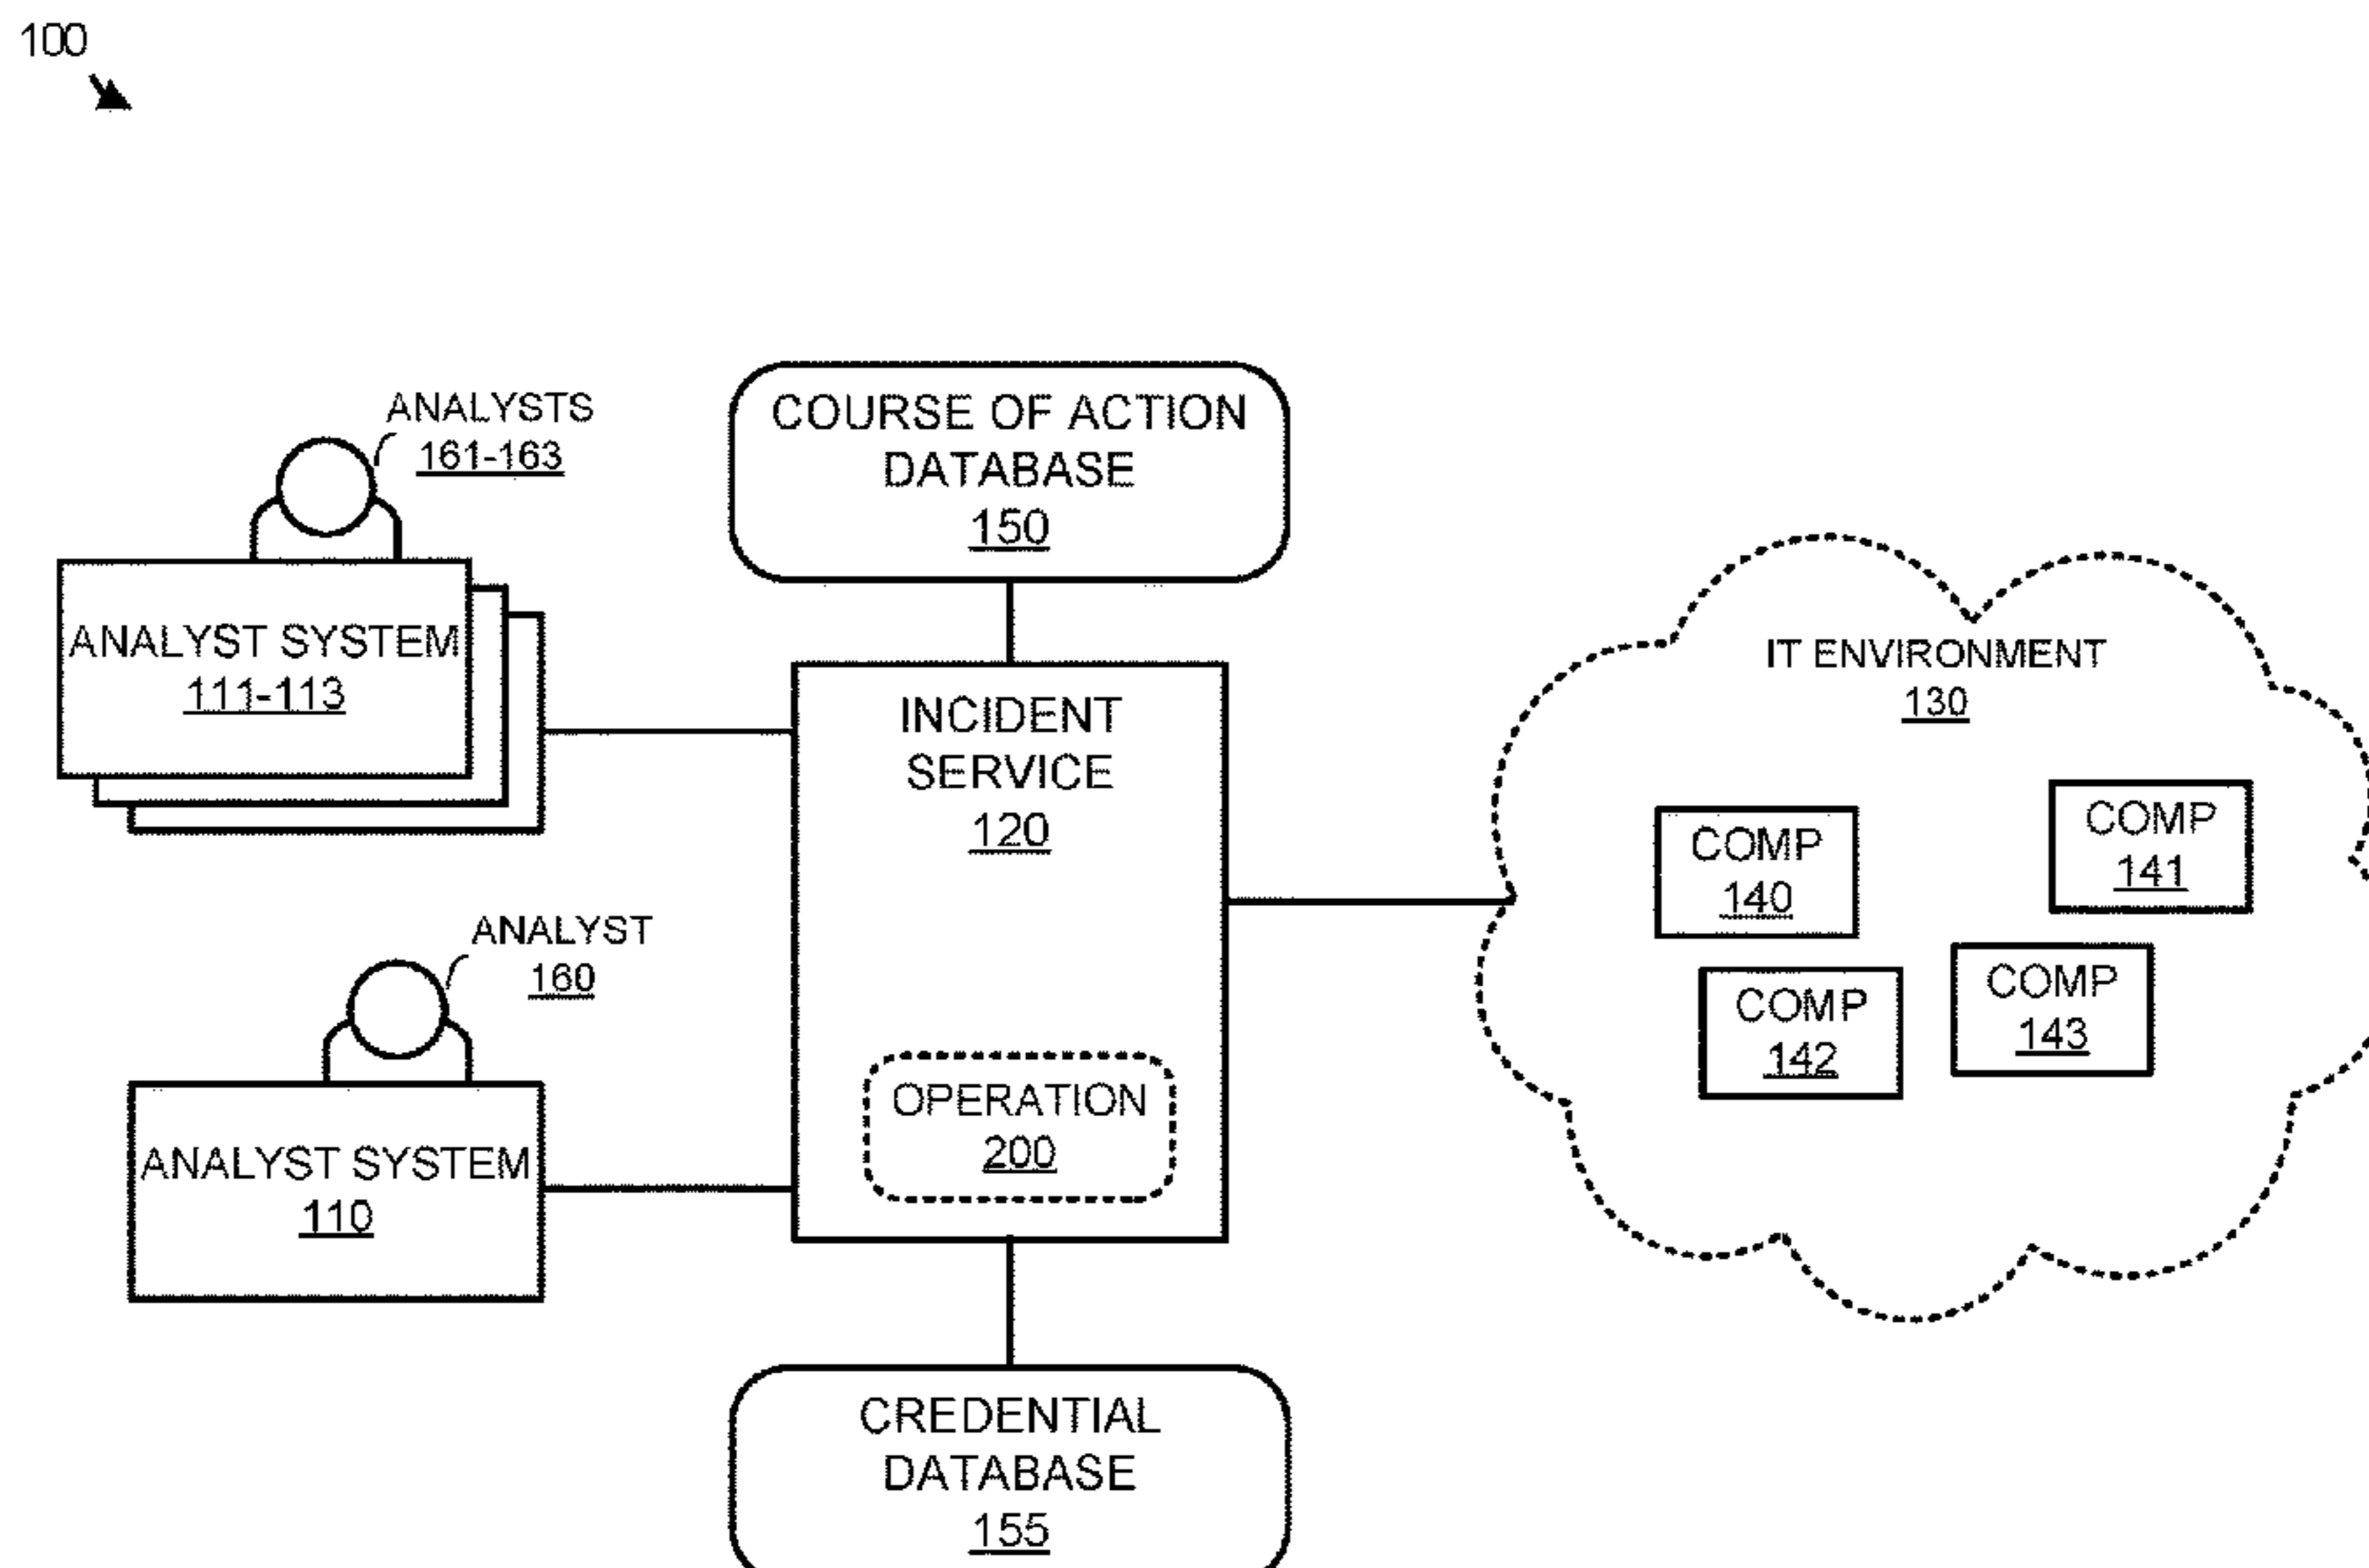 100
ANALYSTS
161-163
ANALYST SYSTEM
111-113
ANALYST
160
ANALYST SYSTEM
110
COURSE OF ACTION
DATABASE
150
INCIDENT
SERVICE
120
OPERATION
200
CREDENTIAL
DATABASE
155
IT ENVIRONMENT
130
COMP
140
COMP
141
COMP
142
COMP
143